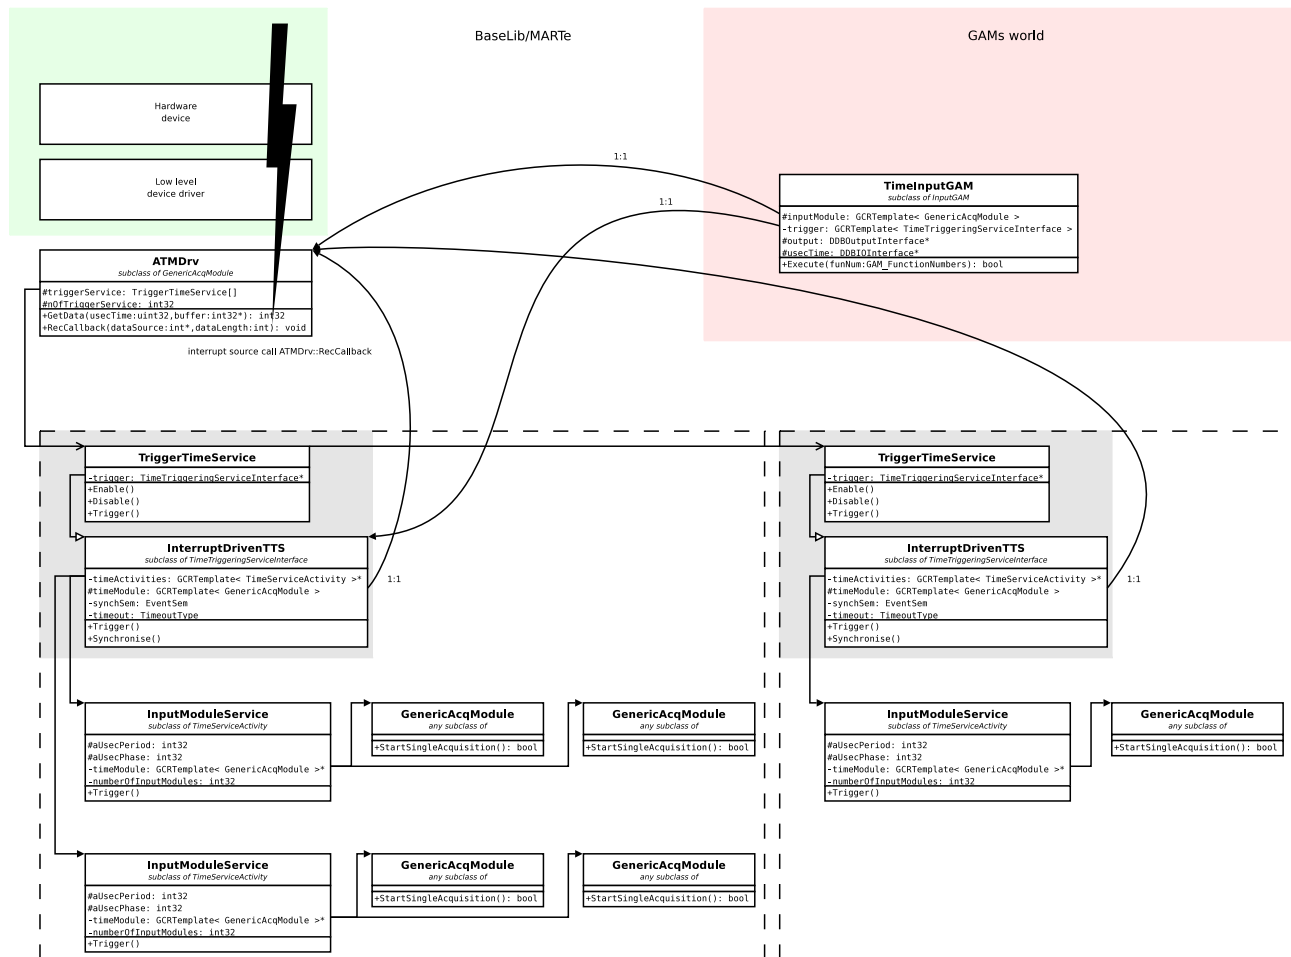 BaseLib/MARTe
GAMs world
Hardware
device
Low level
device driver
1:1
1:1
TimeInputGAM
subclass of InputGAM
#inputModule: GCRTemplate< GenericAcqModule >
-trigger: GCRTemplate< TimeTriggeringServiceInterface >
#output: DDBOutputInterface*
#usecTime: DDBIOInterface*
+Execute(funNum:GAM_FunctionNumbers): bool
ATMDrv
subclass of GenericAcqModule
#triggerService: TriggerTimeService[]
#nOfTriggerService: int32
+GetData(usecTime:uint32,buffer:int32*): int32
+RecCallback(dataSource:int*,dataLength:int): void
interrupt source call ATMDrv::RecCallback
TriggerTimeService
-trigger: TimeTriggeringServiceInterface*
+Enable()
+Disable()
+Trigger()
InterruptDrivenTTS
subclass of TimeTriggeringServiceInterface
-timeActivities: GCRTemplate< TimeServiceActivity >*
#timeModule: GCRTemplate< GenericAcqModule >
-synchSem: EventSem
-timeout: TimeoutType
+Trigger()
+Synchronise()
1:1
InputModuleService
subclass of TimeServiceActivity
#aUsecPeriod: int32
#aUsecPhase: int32
-timeModule: GCRTemplate< GenericAcqModule >*
-numberOfInputModules: int32
+Trigger()
GenericAcqModule
any subclass of
+StartSingleAcquisition(): bool
GenericAcqModule
any subclass of
+StartSingleAcquisition(): bool
InputModuleService
subclass of TimeServiceActivity
#aUsecPeriod: int32
#aUsecPhase: int32
-timeModule: GCRTemplate< GenericAcqModule >*
-numberOfInputModules: int32
+Trigger()
GenericAcqModule
any subclass of
+StartSingleAcquisition(): bool
GenericAcqModule
any subclass of
+StartSingleAcquisition(): bool
TriggerTimeService
-trigger: TimeTriggeringServiceInterface*
+Enable()
+Disable()
+Trigger()
InterruptDrivenTTS
subclass of TimeTriggeringServiceInterface
-timeActivities: GCRTemplate< TimeServiceActivity >*
#timeModule: GCRTemplate< GenericAcqModule >
-synchSem: EventSem
-timeout: TimeoutType
+Trigger()
+Synchronise()
1:1
InputModuleService
subclass of TimeServiceActivity
#aUsecPeriod: int32
#aUsecPhase: int32
-timeModule: GCRTemplate< GenericAcqModule >*
-numberOfInputModules: int32
+Trigger()
GenericAcqModule
any subclass of
+StartSingleAcquisition(): bool